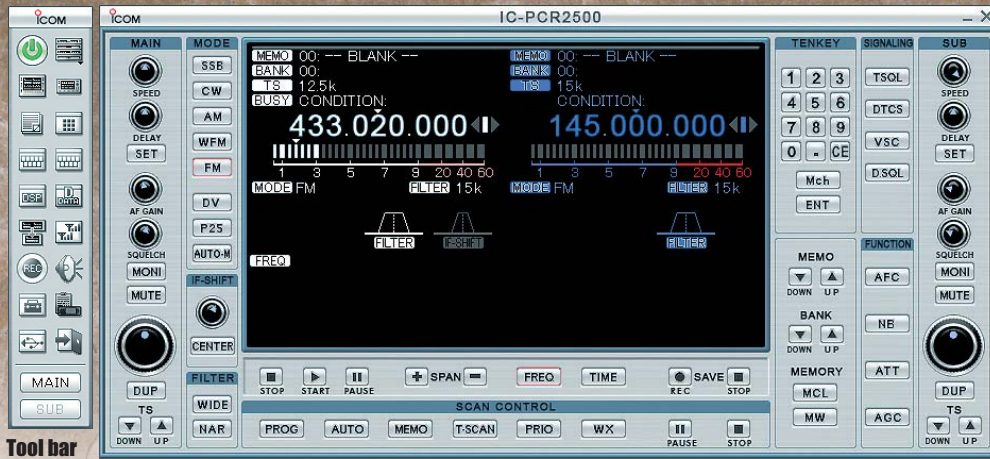 ICOM
Tool bar
REC
DSP
D.DATA
MAIN
SUB
ICOM IC-PCR2500
MAIN
SPEED
DELAY
SET
AF GAIN
SQUELCH
MONI
MUTE
DUP
TS
DOWN UP
MODE
SSB
CW
AM
WFM
FM
DV
P25
AUTO-M
IF-SHIFT
CENTER
FILTER
WIDE
NAR
MEMO 00: -- BLANK --
BANK 00:
TS 12.5k
BUSY CONDITION:
433.020.000
1 3 5 7 9 20 40 60
MODE FM FILTER 15k
FILTER IF-SHIFT
FREQ
MEMO 00: -- BLANK --
BANK 00:
TS 15k
CONDITION:
145.000.000
1 3 5 7 9 20 40 60
MODE FM FILTER 15k
FILTER
STOP START PAUSE
SPAN
FREQ TIME
SAVE
REC STOP
SCAN CONTROL
PROG AUTO MEMO T-SCAN PRIO WX
PAUSE STOP
TENKEY
1 2 3
4 5 6
7 8 9
0 . CE
Mch
ENT
MEMO
DOWN UP
BANK
DOWN UP
MEMORY
MCL
MW
SIGNALING
TSQL
DTCS
VSC
D.SQL
FUNCTION
AFC
NB
ATT
AGC
SUB
SPEED
DELAY
SET
AF GAIN
SQUELCH
MONI
MUTE
DUP
TS
DOWN UP